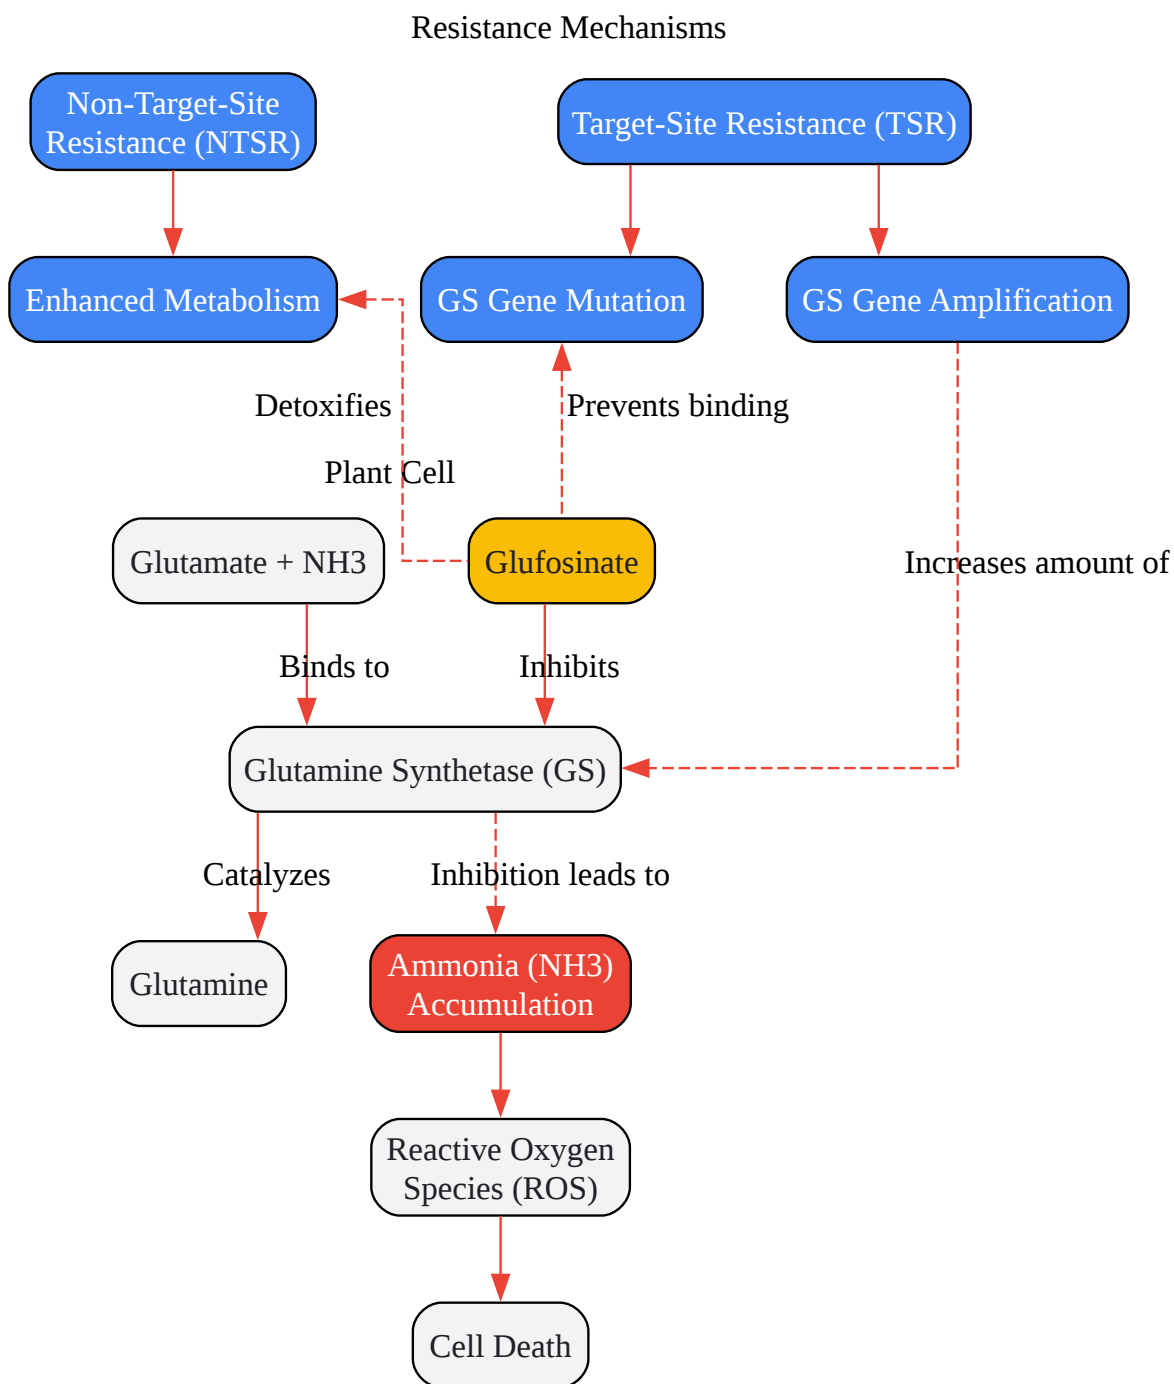 Resistance Mechanisms
Non-Target-Site
Resistance (NTSR)
Target-Site Resistance (TSR)
Enhanced Metabolism
GS Gene Mutation
GS Gene Amplification
Detoxifies
Prevents binding
Plant Cell
Glutamate + NH3
Glufosinate
Increases amount of
Binds to
Inhibits
Glutamine Synthetase (GS)
Catalyzes
Inhibition leads to
Glutamine
Ammonia (NH3)
Accumulation
Reactive Oxygen
Species (ROS)
Cell Death